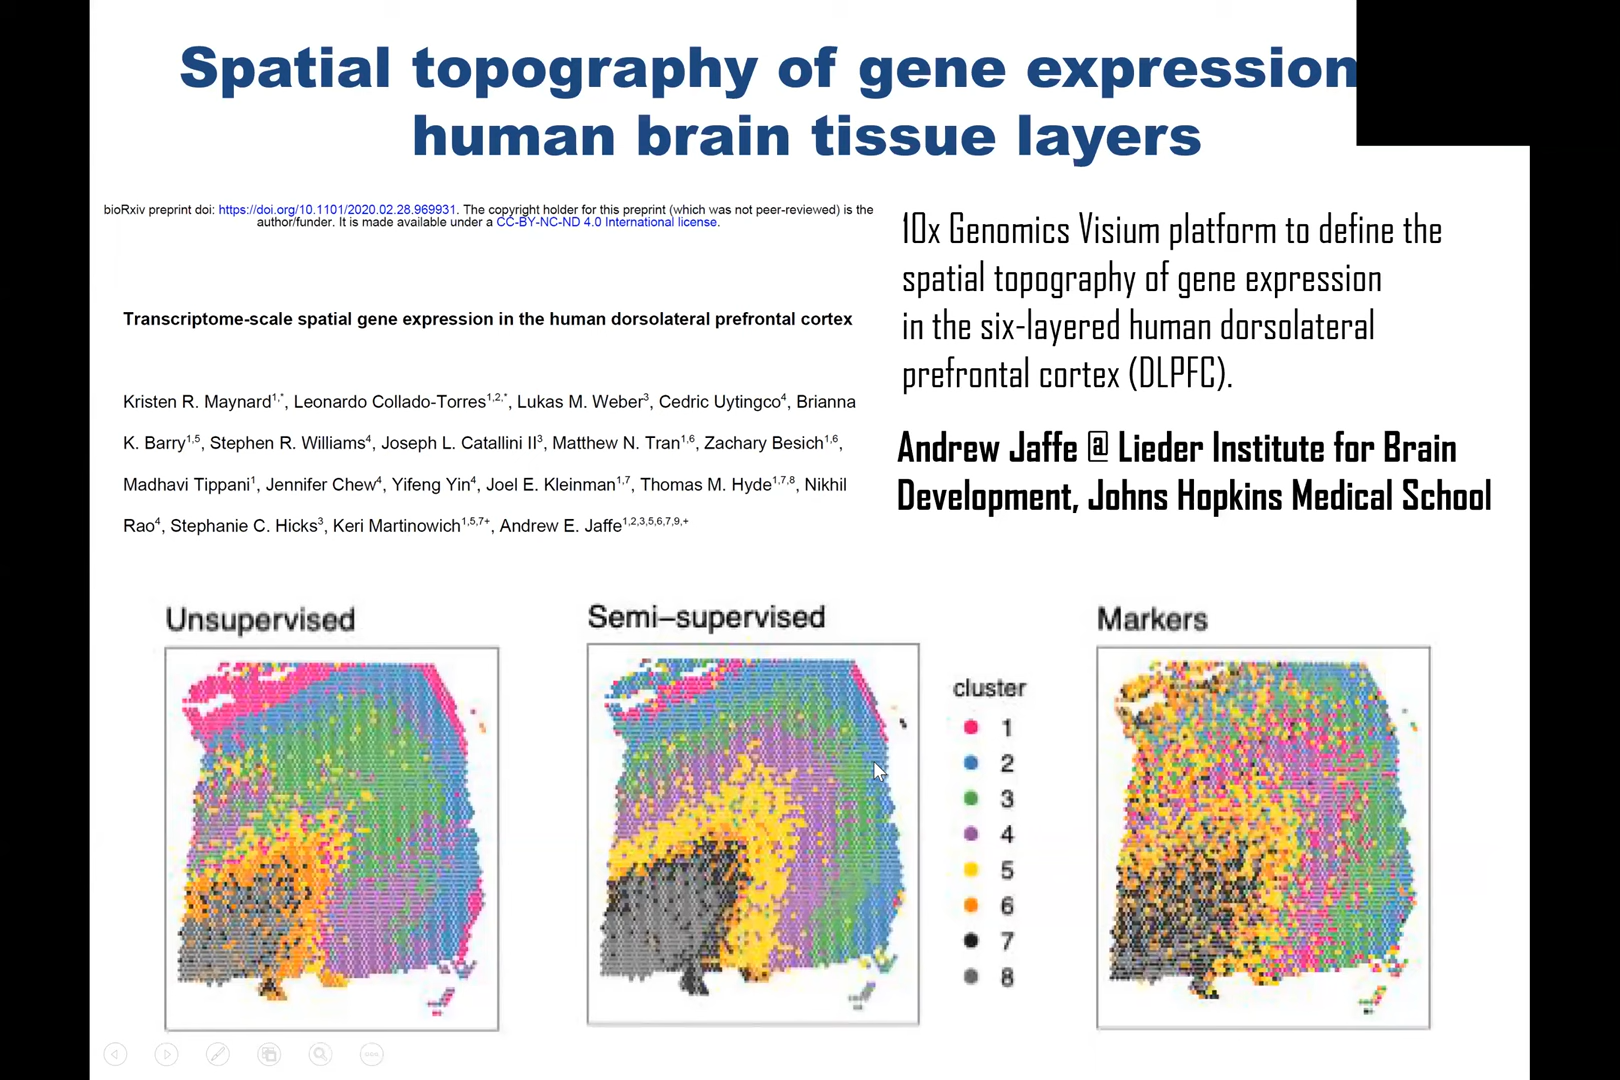 Spatial topography of gene expression
human brain tissue layers
bioRxiv preprint doi: https://doi.org/10.1101/2020.02.28.969931. The copyright holder for this preprint (which was not peer-reviewed) is the
author/funder. It is made available under a CC-BY-NC-ND 4.0 International license.
Transcriptome-scale spatial gene expression in the human dorsolateral prefrontal cortex
Kristen R. Maynard1,*, Leonardo Collado-Torres1,2,*, Lukas M. Weber3, Cedric Uytingco4, Brianna
K. Barry1,5, Stephen R. Williams4, Joseph L. Catallini II3, Matthew N. Tran1,6, Zachary Besich1,6,
Madhavi Tippani1, Jennifer Chew4, Yifeng Yin4, Joel E. Kleinman1,7, Thomas M. Hyde1,7,8, Nikhil
Rao4, Stephanie C. Hicks3, Keri Martinowich1,5,7+, Andrew E. Jaffe1,2,3,5,6,7,9,+
10x Genomics Visium platform to define the
spatial topography of gene expression
in the six-layered human dorsolateral
prefrontal cortex (DLPFC).
Andrew Jaffe @ Lieder Institute for Brain
Development, Johns Hopkins Medical School
Unsupervised
Semi-supervised
cluster
1
2
3
4
5
6
7
8
Markers